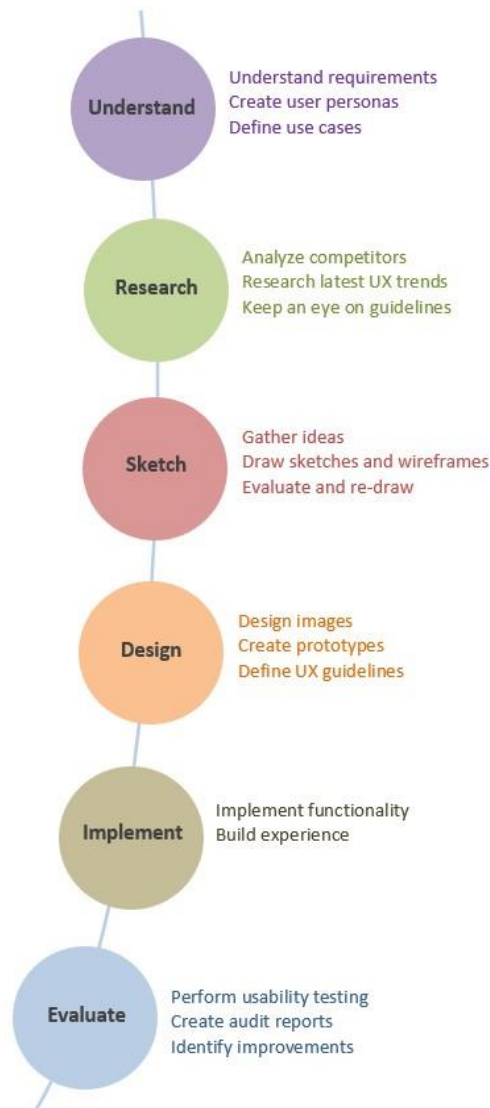 Understand
Understand requirements
Create user personas
Define use cases
Research
Analyze competitors
Research latest UX trends
Keep an eye on guidelines
Sketch
Gather ideas
Draw sketches and wireframes
Evaluate and re-draw
Design
Design images
Create prototypes
Define UX guidelines
Implement
Implement functionality
Build experience
Evaluate
Perform usability testing
Create audit reports
Identify improvements